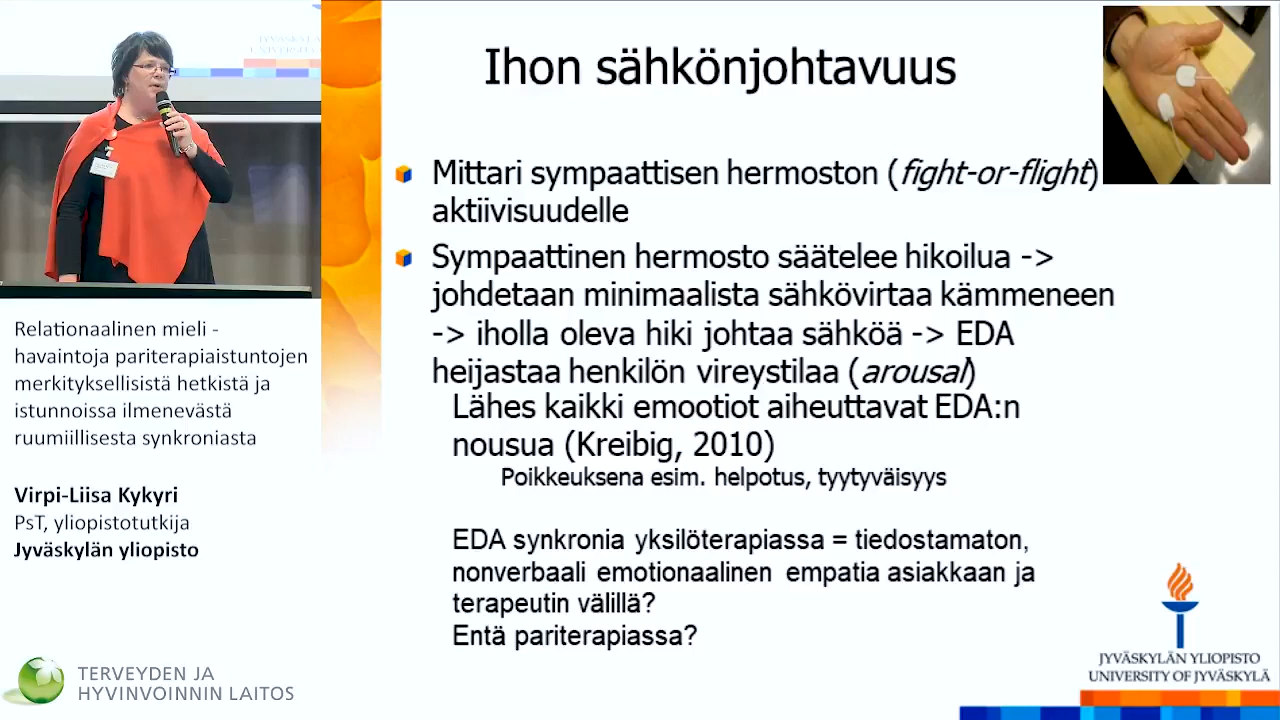 Ihon sähkönjohtavuus
Mittari sympaattisen hermoston (fight-or-flight)
aktiivisuudelle
Sympaattinen hermosto säätelee hikoilua ->
johdetaan minimaalista sähkövirtaa kämmeneen
-> iholla oleva hiki johtaa sähköä -> EDA
heijastaa henkilön vireystilaa (arousal)
Lähes kaikki emootiot aiheuttavat EDA:n
nousua (Kreibig, 2010)
Poikkeuksena esim. helpotus, tyytyväisyys
EDA synkronia yksilöterapiassa = tiedostamaton,
nonverbaali emotionaalinen empatia asiakkaan ja
terapeutin välillä?
Entä pariterapiassa?
JYVÄSKYLÄN YLIOPISTO
UNIVERSITY OF JYVÄSKYLÄ
Relationaalinen mieli -
havaintoja pariterapiaistuntojen
merkityksellisistä hetkistä ja
istunnoissa ilmenevästä
ruumiillisesta synkroniasta
Virpi-Liisa Kykyri
PsT, yliopistotutkija
Jyväskylän yliopisto
TERVEYDEN JA
HYVINVOINNIN LAITOS